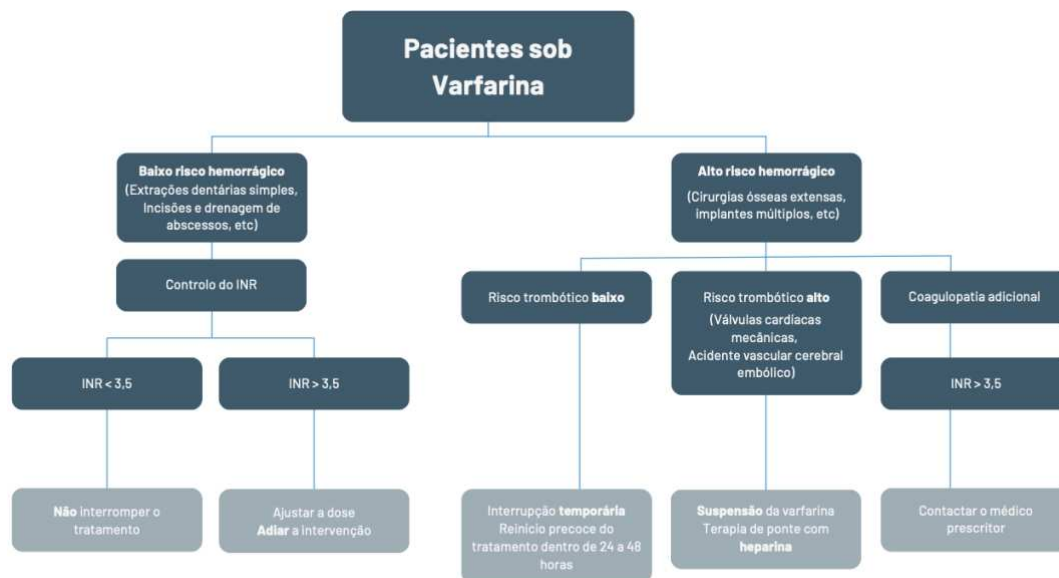 Pacientes sob
Varfarina
Baixo risco hemorrágico
(Extrações dentárias simples,
Incisões e drenagem de
abscessos, etc)
Alto risco hemorrágico
(Cirurgias ósseas extensas,
implantes múltiplos, etc)
Controlo do INR
Risco trombótico baixo
Risco trombótico alto
(Válvulas cardíacas
mecânicas,
Acidente vascular cerebral
embólico)
Coagulopatia adicional
INR < 3,5
INR > 3,5
INR > 3,5
Não interromper o
tratamento
Ajustar a dose
Adiar a intervenção
Interrupção temporária
Reinício precoce do
tratamento dentro de 24 a 48
horas
Suspensão da varfarina
Terapia de ponte com
heparina
Contactar o médico
prescritor